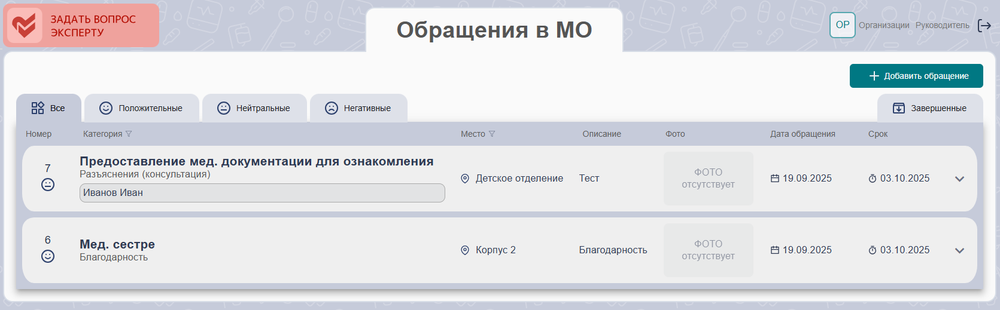 ЗАДАТЬ ВОПРОС
ЭКСПЕРТУ
Обращения в МО
ОР Организации Руководитель
Добавить обращение
Все Положительные Нейтральные Негативные Завершенные
Номер Категория Место Описание Фото Дата обращения Срок
7
Предоставление мед. документации для ознакомления
Разъяснения (консультация)
Иванов Иван
Детское отделение
Тест
ФОТО
отсутствует
19.09.2025
03.10.2025
6
Мед. сестре
Благодарность
Корпус 2
Благодарность
ФОТО
отсутствует
19.09.2025
03.10.2025